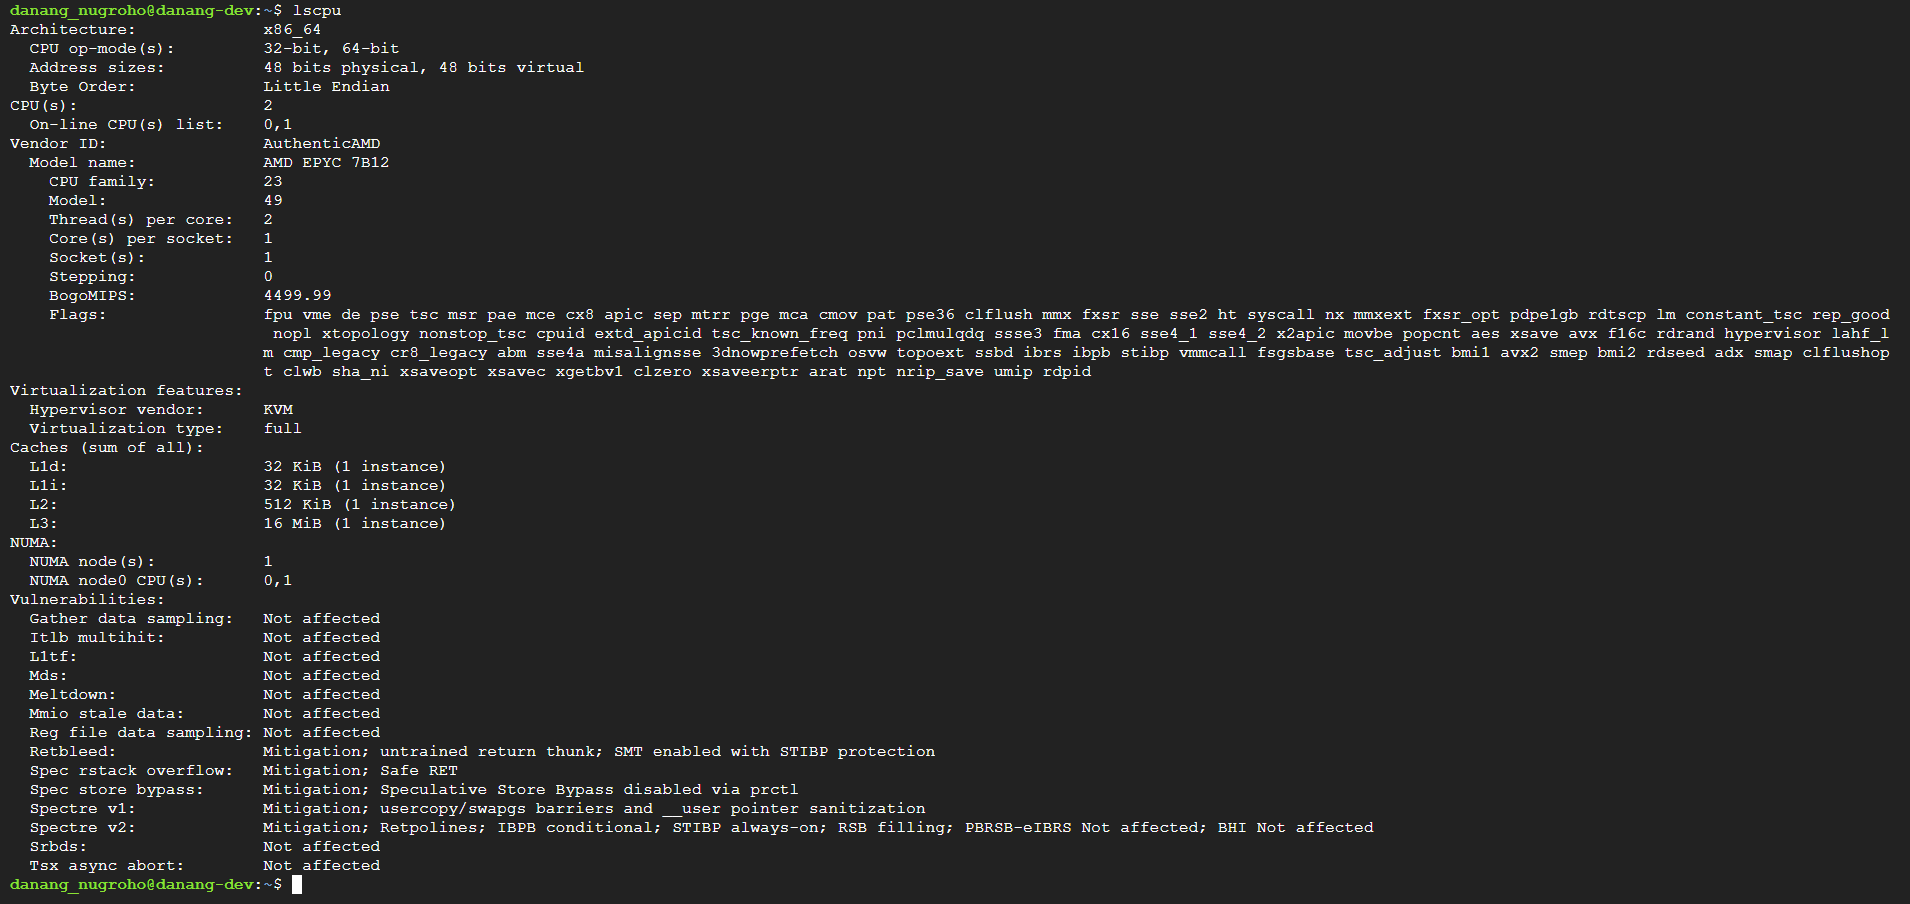 danang_nugroho@danang-dev:~$ lscpu
Architecture: x86_64
CPU op-mode(s): 32-bit, 64-bit
Address sizes: 48 bits physical, 48 bits virtual
Byte Order: Little Endian
CPU(s): 2
On-line CPU(s) list: 0,1
Vendor ID: AuthenticAMD
Model name: AMD EPYC 7B12
CPU family: 23
Model: 49
Thread(s) per core: 2
Core(s) per socket: 1
Socket(s): 1
Stepping: 0
BogoMIPS: 4499.99
Flags: fpu vme de pse tsc msr pae mce cx8 apic sep mtrr pge mca cmov pat pse36 clflush mmx fxsr sse sse2 ht syscall nx mmxext fxsr_opt pdpe1gb rdtscp lm constant_tsc rep_good
nopl xtopology nonstop_tsc cpuid extd_apicid tsc_known_freq pni pclmulqdq ssse3 fma cx16 sse4_1 sse4_2 x2apic movbe popcnt aes xsave avx f16c rdrand hypervisor lahf_l
m cmp_legacy cr8_legacy abm sse4a misalignsse 3dnowprefetch osvw topoext ssbd ibrs ibpb stibp vmmcall fsgsbase tsc_adjust bmi1 avx2 smep bmi2 rdseed adx smap clflushop
t clwb sha_ni xsaveopt xsavec xgetbv1 clzero xsaveerptr arat npt nrip_save umip rdpid
Virtualization features:
Hypervisor vendor: KVM
Virtualization type: full
Caches (sum of all):
L1d: 32 KiB (1 instance)
L1i: 32 KiB (1 instance)
L2: 512 KiB (1 instance)
L3: 16 MiB (1 instance)
NUMA:
NUMA node(s): 1
NUMA node0 CPU(s): 0,1
Vulnerabilities:
Gather data sampling: Not affected
Itlb multihit: Not affected
L1tf: Not affected
Mds: Not affected
Meltdown: Not affected
Mmio stale data: Not affected
Reg file data sampling: Not affected
Retbleed: Mitigation; untrained return thunk; SMT enabled with STIBP protection
Spec rstack overflow: Mitigation; Safe RET
Spec store bypass: Mitigation; Speculative Store Bypass disabled via prctl
Spectre v1: Mitigation; usercopy/swapgs barriers and __user pointer sanitization
Spectre v2: Mitigation; Retpolines; IBPB conditional; STIBP always-on; RSB filling; PBRSB-eIBRS Not affected; BHI Not affected
Srbds: Not affected
Tsx async abort: Not affected
danang_nugroho@danang-dev:~$